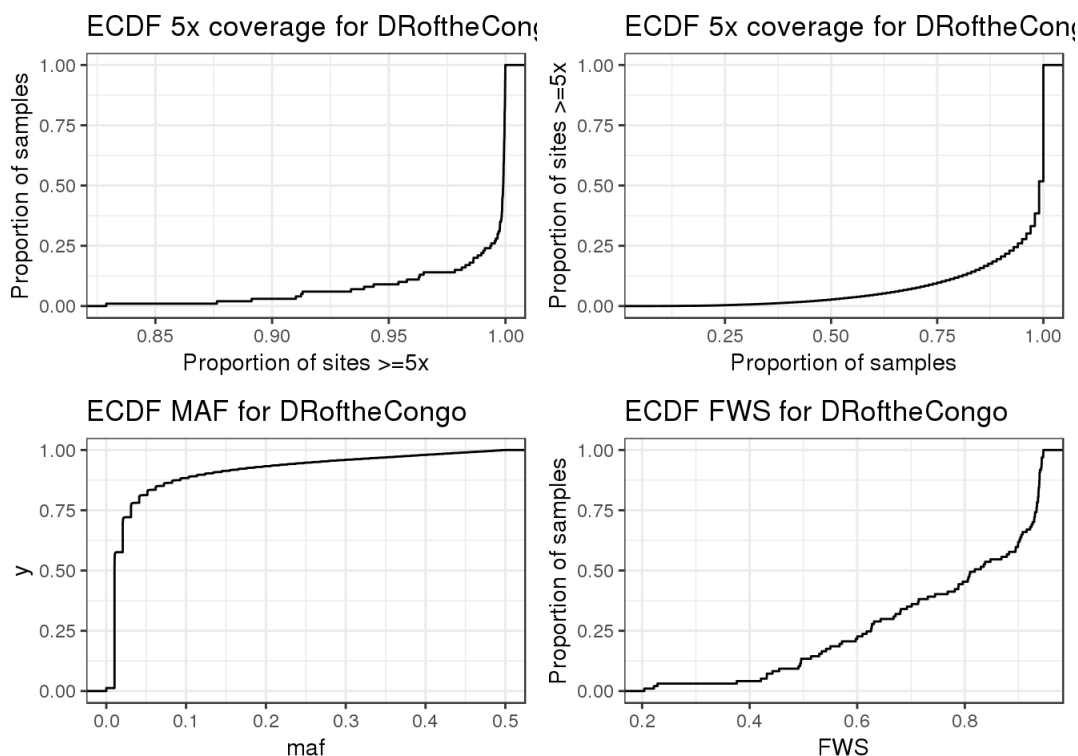 ECDF 5x coverage for DRoftheCong
1.00
0.75
0.50
0.25
0.00
Proportion of samples
0.85 0.90 0.95 1.00
Proportion of sites >=5x
ECDF 5x coverage for DRoftheCong
1.00
0.75
0.50
0.25
0.00
Proportion of sites >=5x
0.25 0.50 0.75 1.00
Proportion of samples
ECDF MAF for DRoftheCongo
1.00
0.75
0.50
0.25
0.00
y
0.0 0.1 0.2 0.3 0.4 0.5
maf
ECDF FWS for DRoftheCongo
1.00
0.75
0.50
0.25
0.00
Proportion of samples
0.2 0.4 0.6 0.8
FWS